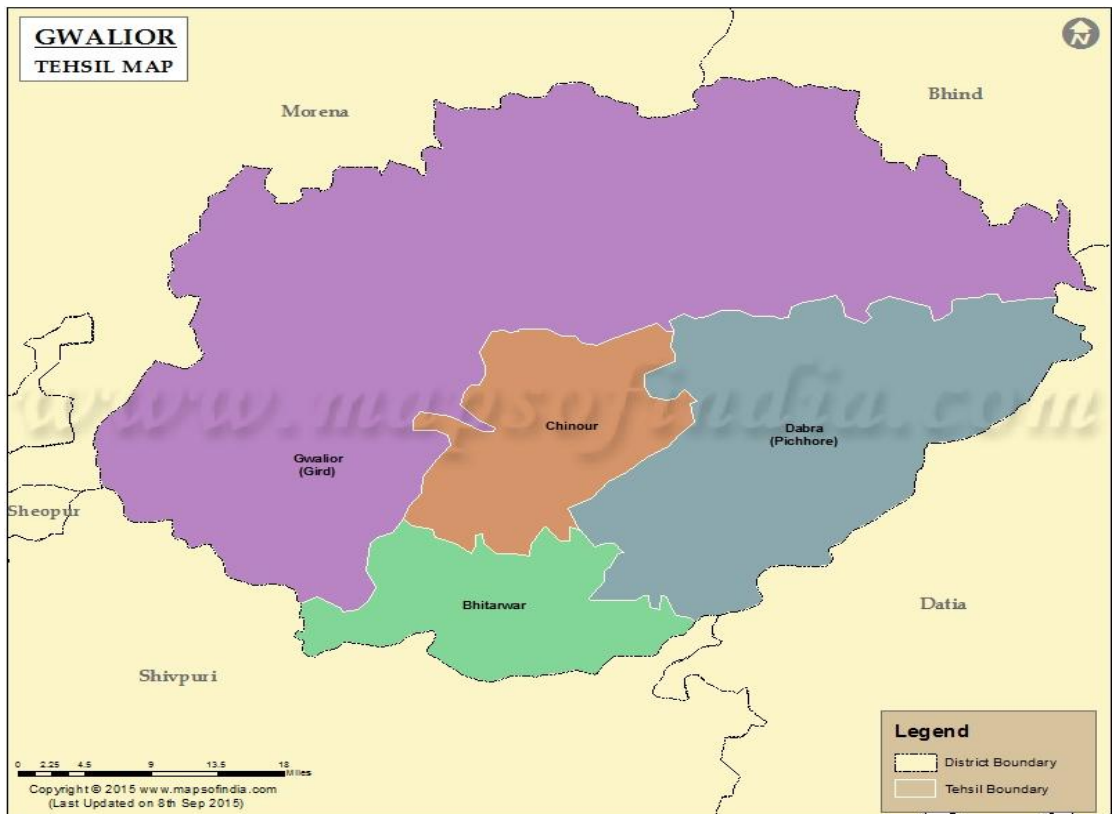 GWALIOR
TEHSIL MAP
N
Morena
Bhind
www.mapsofindia.com
Chinour
Dabra
(Pichhore)
Gwalior
(Gird)
Sheopur
Bhitarwar
Datia
Shivpuri
Legend
District Boundary
Tehsil Boundary
0 2.25 4.5 9 13.5 18
Miles
Copyright © 2015 www.mapsofindia.com
(Last Updated on 8th Sep 2015)